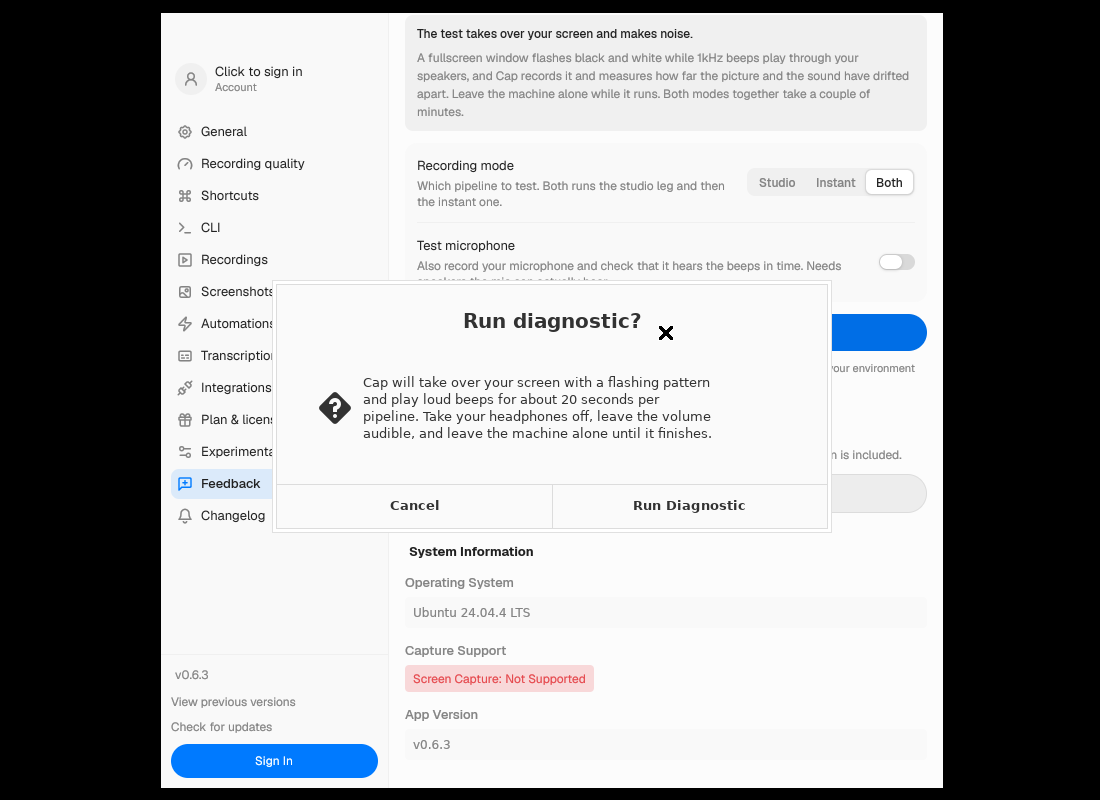 The test takes over your screen and makes noise.
A fullscreen window flashes black and white while 1kHz beeps play through your
speakers, and Cap records it and measures how far the picture and the sound have drifted
apart. Leave the machine alone while it runs. Both modes together take a couple of
minutes.
Click to sign in
Account
General
Recording quality
Shortcuts
CLI
Recordings
Screenshots
Automations
Transcription
Integrations
Plan & licens
Experimenta
Feedback
Changelog
Recording mode
Which pipeline to test. Both runs the studio leg and then
the instant one.
Studio
Instant
Both
Test microphone
Also record your microphone and check that it hears the beeps in time. Needs
Run diagnostic?
Cap will take over your screen with a flashing pattern
and play loud beeps for about 20 seconds per
pipeline. Take your headphones off, leave the volume
audible, and leave the machine alone until it finishes.
Cancel
Run Diagnostic
your environment
n is included.
System Information
Operating System
Ubuntu 24.04.4 LTS
Capture Support
Screen Capture: Not Supported
App Version
v0.6.3
v0.6.3
View previous versions
Check for updates
Sign In